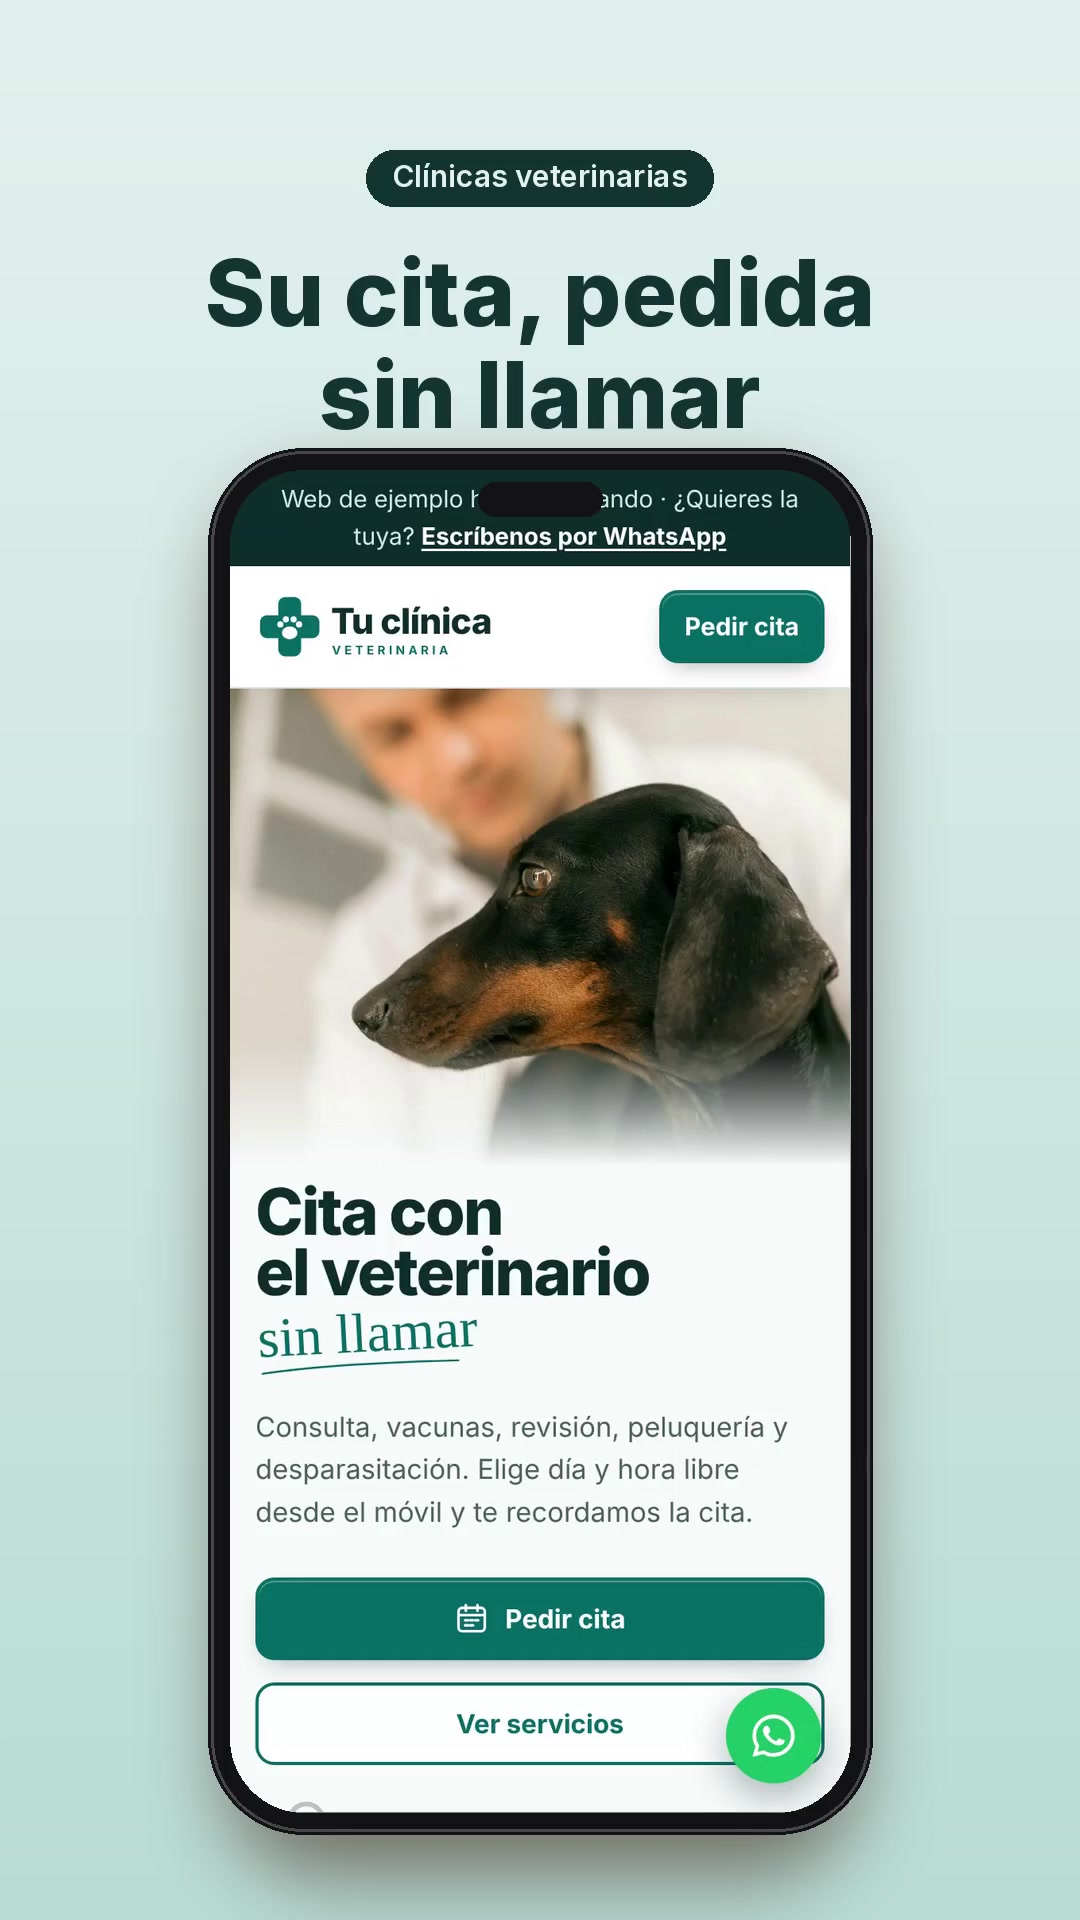 Clínicas veterinarias
Su cita, pedida
sin llamar
Web de ejemplo · ¿Quieres la
tuya? Escríbenos por WhatsApp
Tu clínica
VETERINARIA
Pedir cita
Cita con
el veterinario
sin llamar
Consulta, vacunas, revisión, peluquería y
desparasitación. Elige día y hora libre
desde el móvil y te recordamos la cita.
Pedir cita
Ver servicios